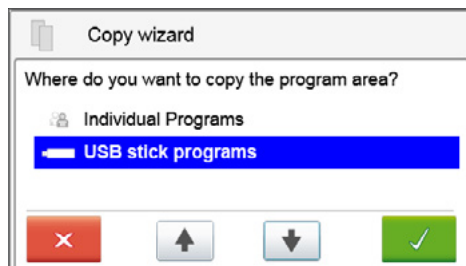 Copy wizard
Where do you want to copy the program area?
Individual Programs
USB stick programs